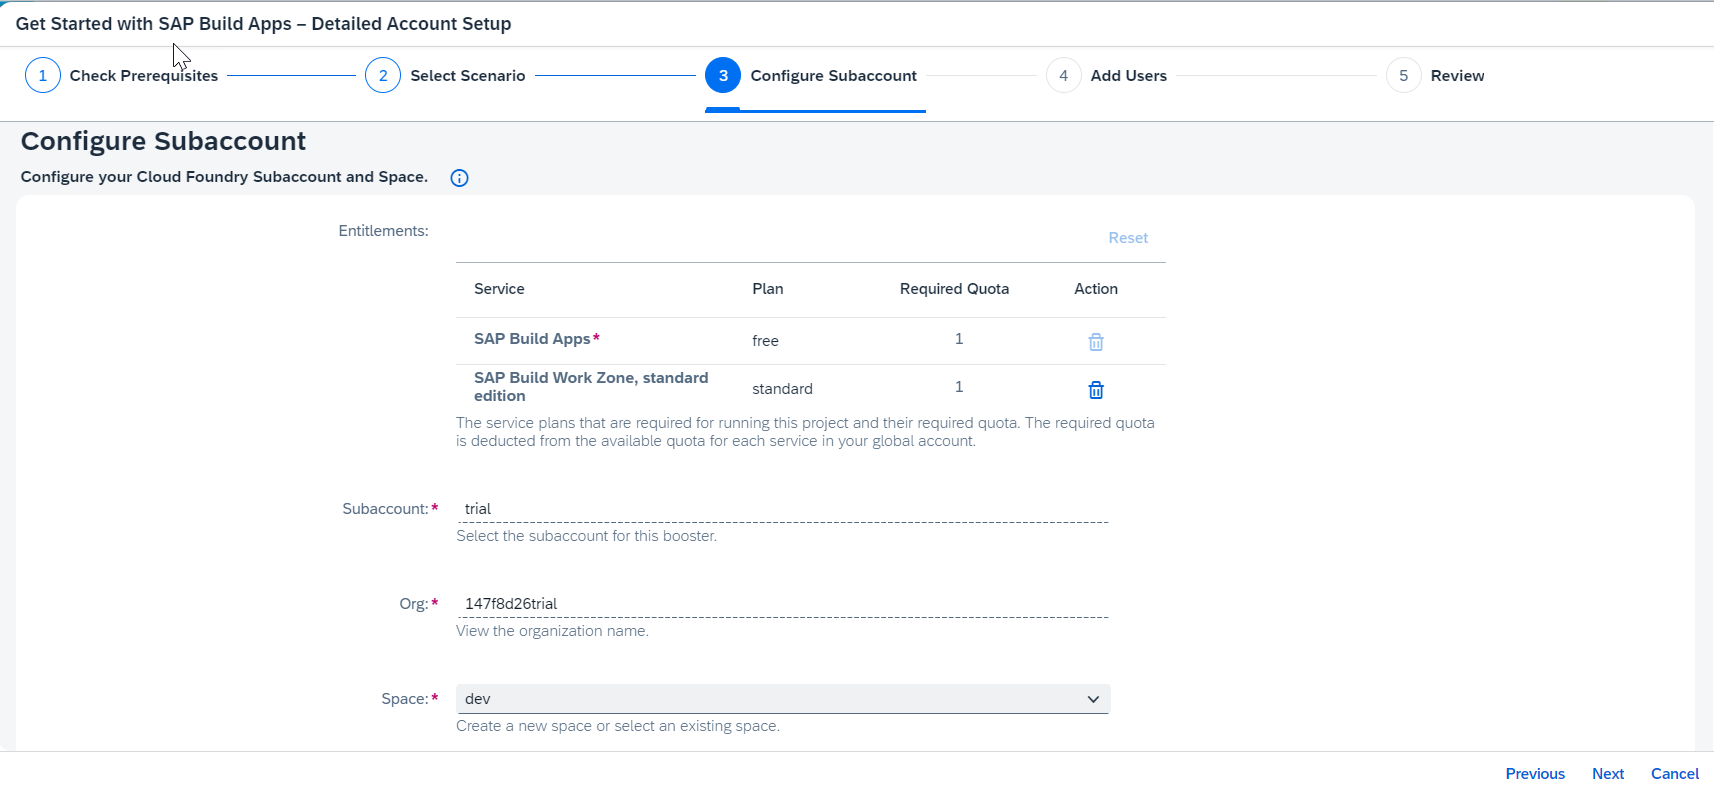 Get Started with SAP Build Apps – Detailed Account Setup
1 Check Prerequisites 2 Select Scenario 3 Configure Subaccount 4 Add Users 5 Review
Configure Subaccount
Configure your Cloud Foundry Subaccount and Space.
Entitlements:
Reset
Service Plan Required Quota Action
SAP Build Apps* free 1
SAP Build Work Zone, standard
edition standard 1
The service plans that are required for running this project and their required quota. The required quota
is deducted from the available quota for each service in your global account.
Subaccount:* trial
Select the subaccount for this booster.
Org:* 147f8d26trial
View the organization name.
Space:* dev
Create a new space or select an existing space.
Previous Next Cancel